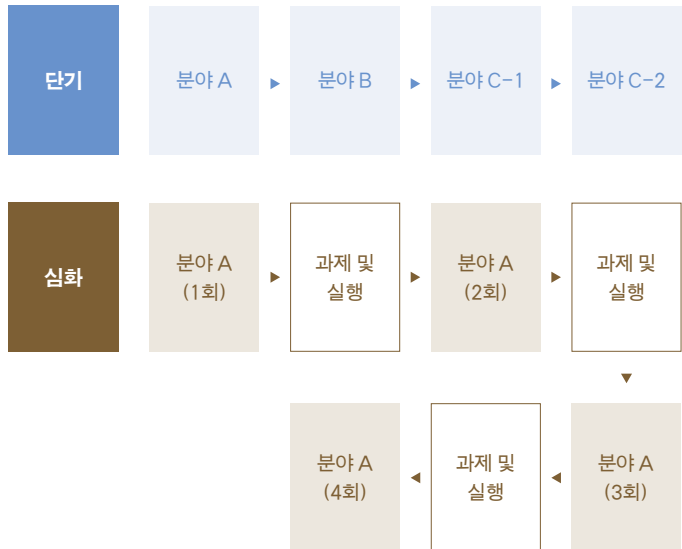 단기
분야 A
분야 B
분야 C-1
분야 C-2
심화
분야 A
(1회)
과제 및
실행
분야 A
(2회)
과제 및
실행
분야 A
(3회)
과제 및
실행
분야 A
(4회)